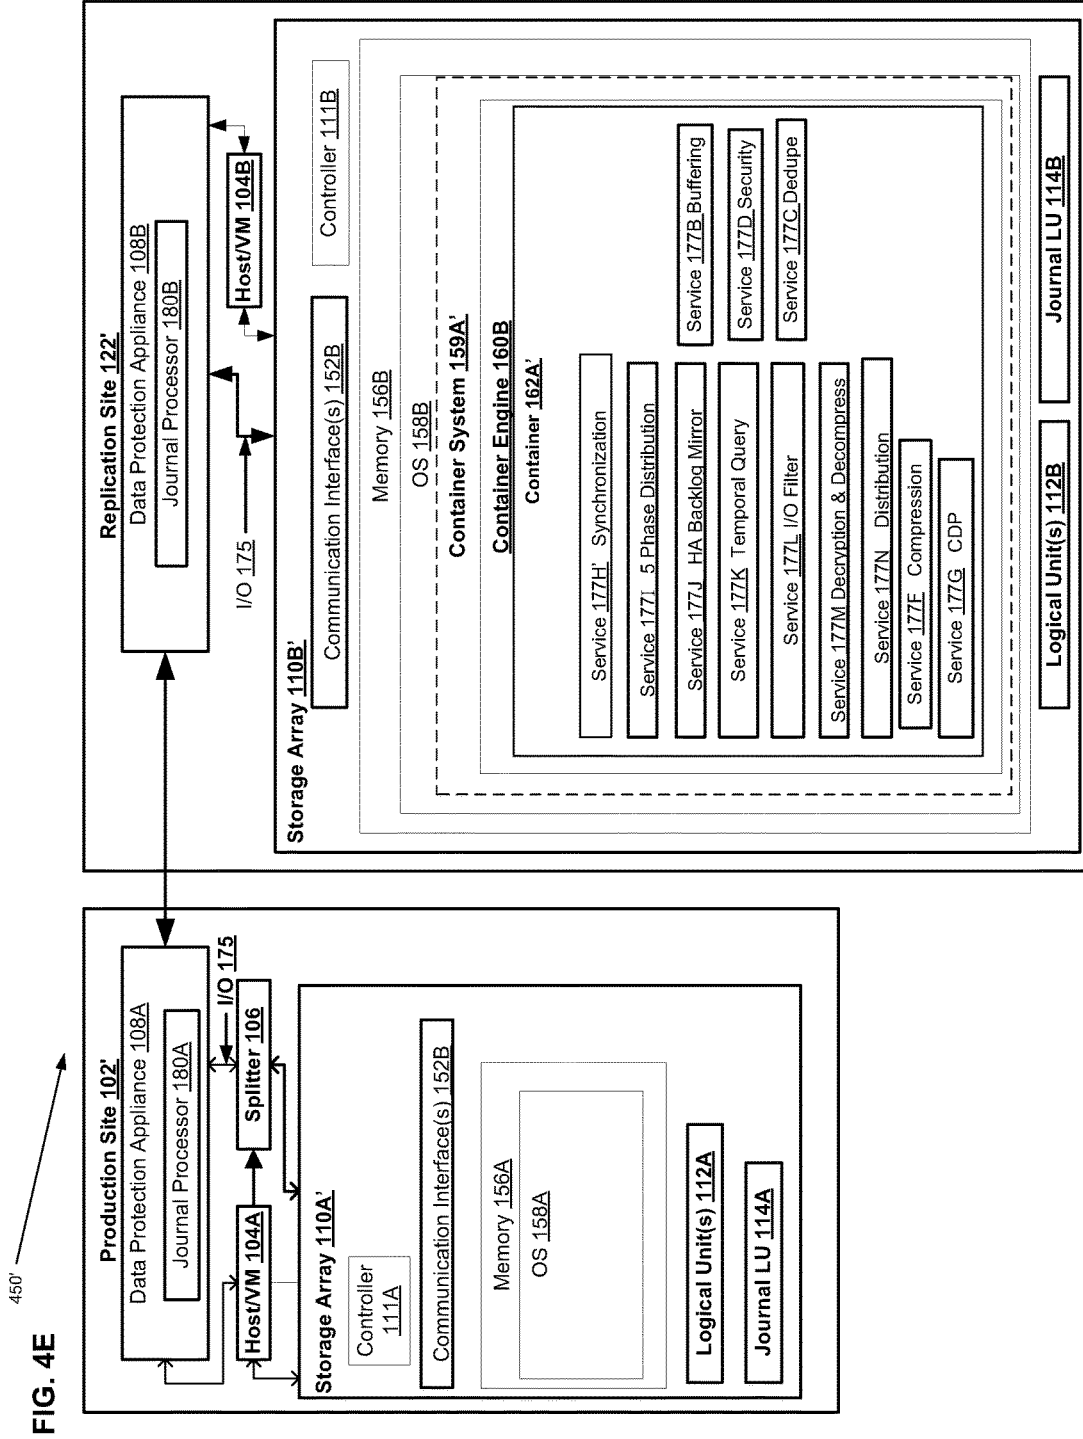 FIG. 4E
450'
Production Site 102'
Data Protection Appliance 108A
Journal Processor 180A
I/O 175
Host/VM 104A
Splitter 106
Storage Array 110A'
Controller
111A
Communication Interface(s) 152B
Memory 156A
OS 158A
Logical Unit(s) 112A
Journal LU 114A
Replication Site 122'
Data Protection Appliance 108B
Journal Processor 180B
I/O 175
Host/VM 104B
Storage Array 110B'
Communication Interface(s) 152B
Controller 111B
Memory 156B
OS 158B
Container System 159A'
Container Engine 160B
Container 162A'
Service 177H' Synchronization
Service 177I 5 Phase Distribution
Service 177J HA Backlog Mirror
Service 177K Temporal Query
Service 177L I/O Filter
Service 177M Decryption & Decompress
Service 177N Distribution
Service 177F Compression
Service 177G CDP
Service 177B Buffering
Service 177D Security
Service 177C Dedupe
Logical Unit(s) 112B
Journal LU 114B